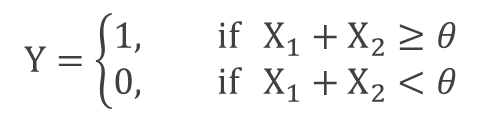 Y = { 1, if X₁ + X₂ ≥ θ
0, if X₁ + X₂ < θ